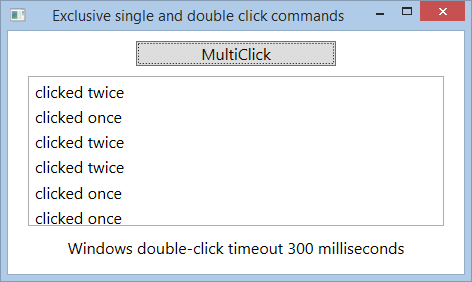 Exclusive single and double click commands
MultiClick
clicked twice
clicked once
clicked twice
clicked twice
clicked once
clicked once
Windows double-click timeout 300 milliseconds